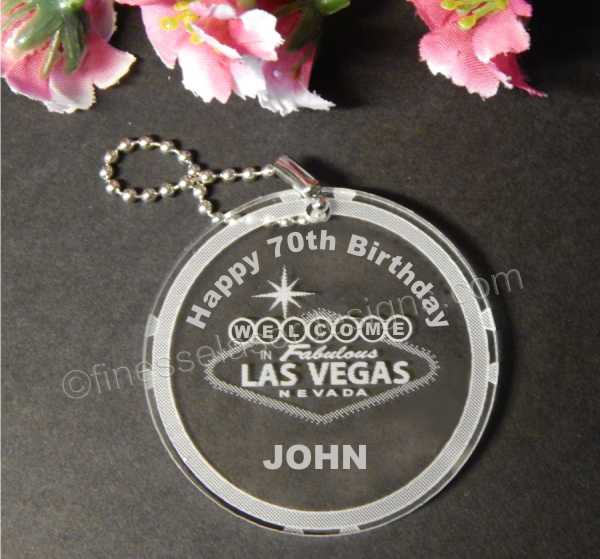 Happy 70th Birthday
WELCOME
IN Fabulous
LAS VEGAS
NEVADA
JOHN